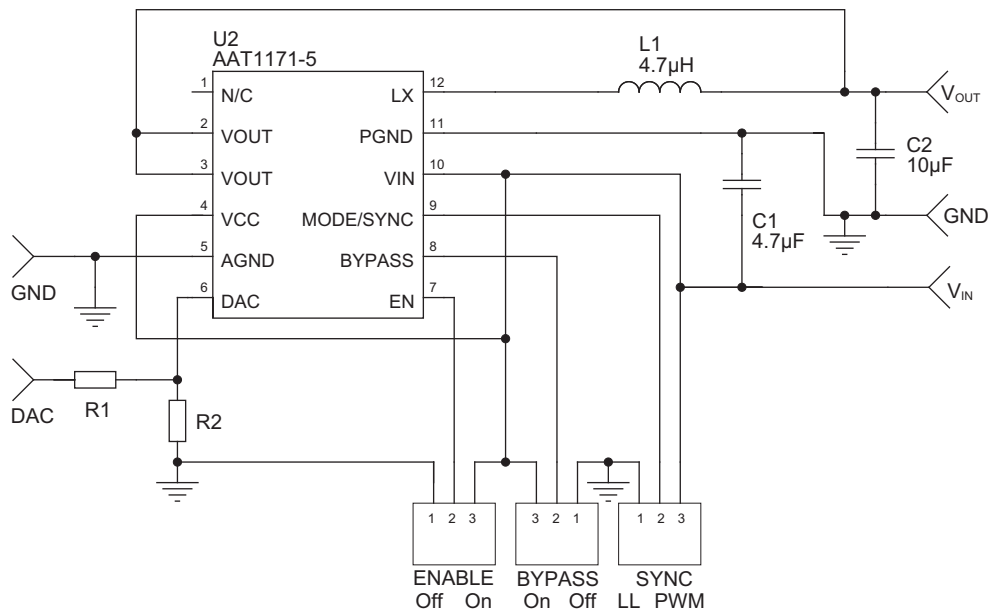 U2
AAT1171-5
L1
4.7µH
1
N/C
LX
12
VOUT
2
VOUT
PGND
11
C2
10µF
3
VOUT
VIN
10
4
VCC
MODE/SYNC
9
GND
C1
4.7µF
5
AGND
BYPASS
8
GND
6
DAC
EN
7
VIN
DAC
R1
R2
1 2 3
3 2 1
1 2 3
ENABLE
BYPASS
SYNC
Off On
On Off
LL PWM